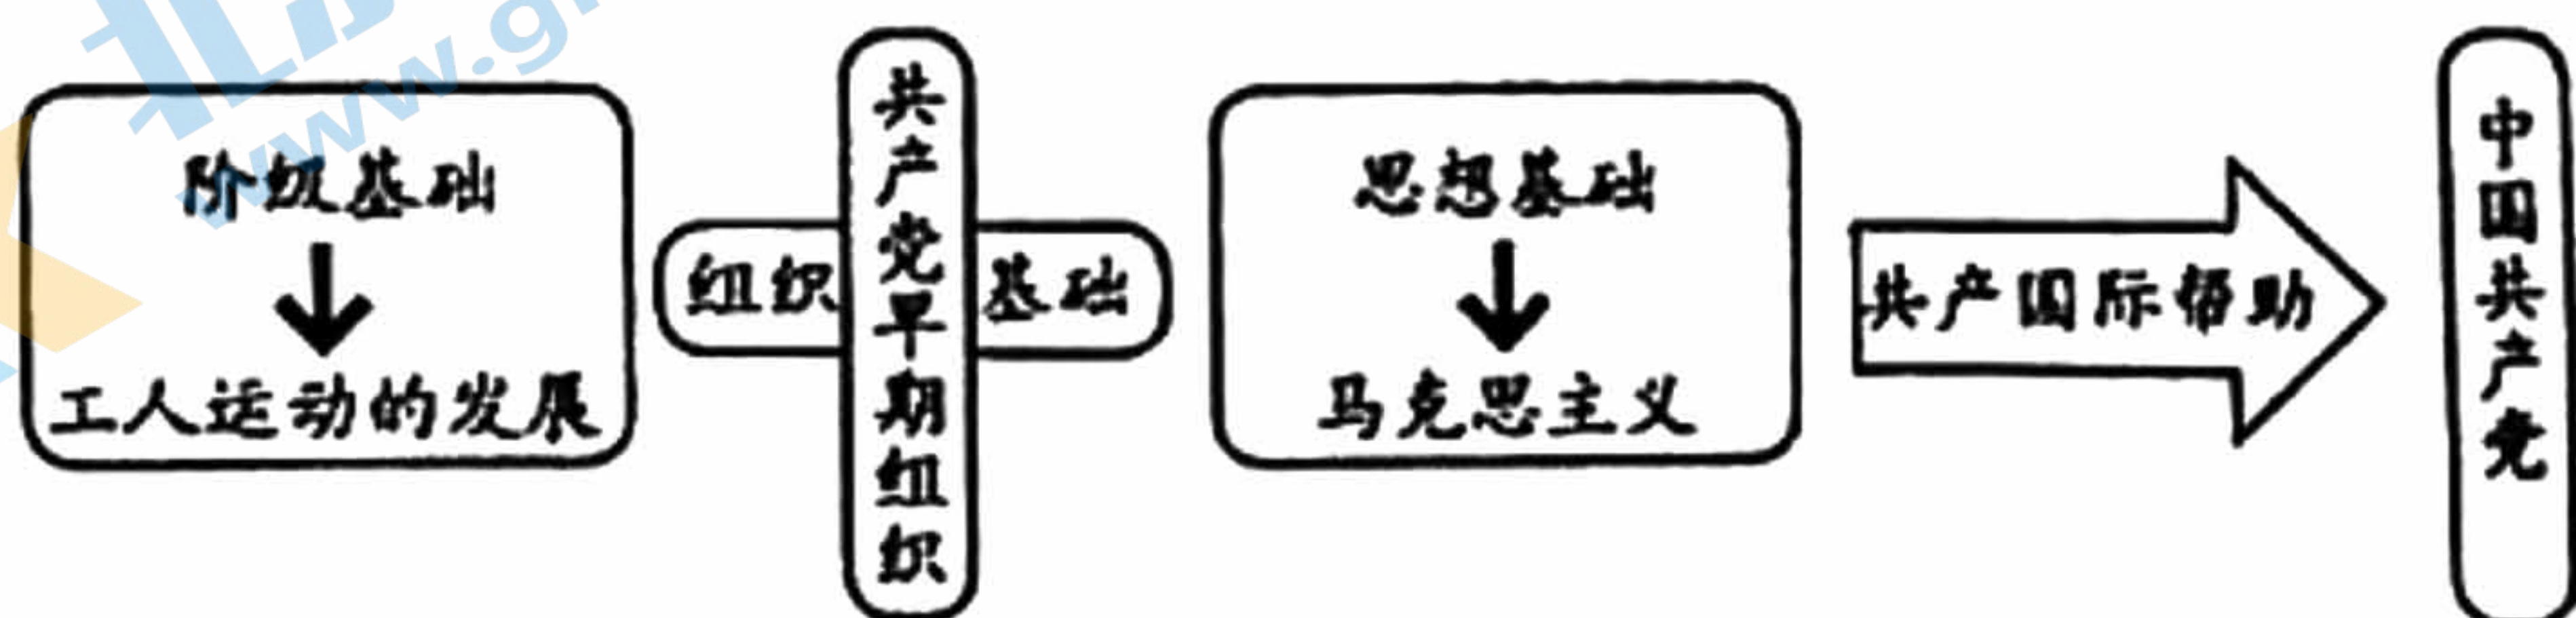 阶级基础
工人运动的发展
组织
共产党早期组织
基础
思想基础
马克思主义
共产国际帮助
中国共产党
www.g